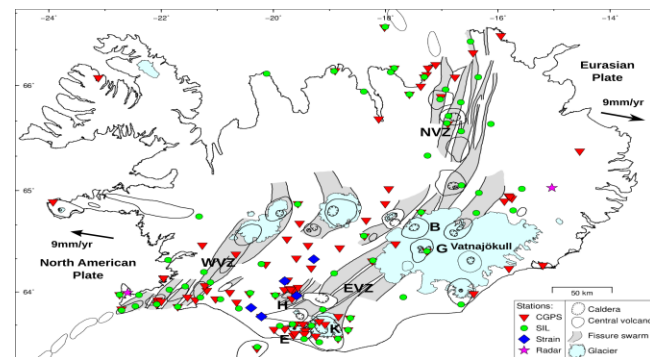 -24° -22° -20° -18° -16° -14°
Eurasian
Plate
66°
9mm/yr
NVZ
65°
9mm/yr
B
North American
Plate
WVZ
G Vatnajökull
EVZ
64°
H
E
K
50 km
Stations:
CGPS
SIL
Strain
Radar
Caldera
Central volcano
Fissure swarm
Glacier